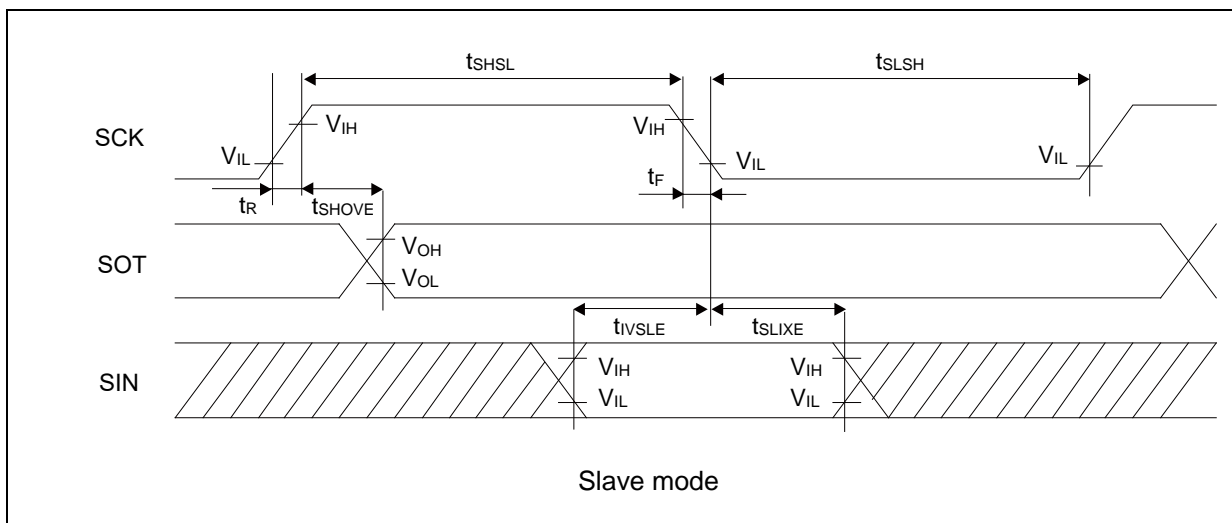 tSHSL
tSLSH
SCK
VIH
VIH
VIL
VIL
VIL
tF
tR
tSHOVE
SOT
VOH
VOL
tIVSLE
tSLIXE
SIN
VIH
VIH
VIL
VIL
Slave mode